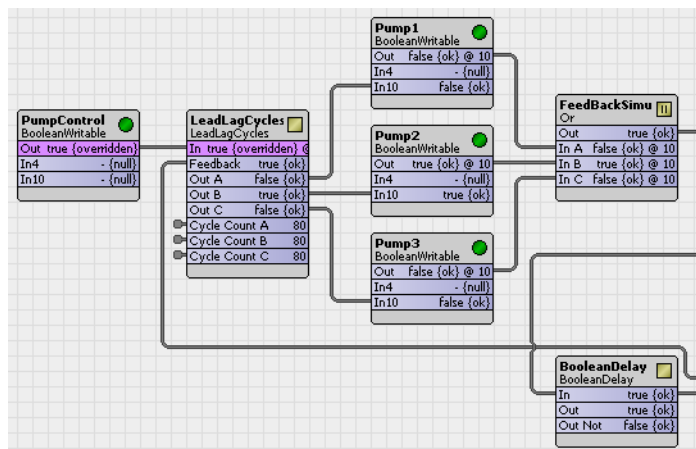 PumpControl
BooleanWritable
Out true {overridden}
In4 - {null}
In10 - {null}
LeadLagCycles
LeadLagCycles
In true {overridden} @
Feedback true {ok}
Out A false {ok}
Out B true {ok}
Out C false {ok}
Cycle Count A 80
Cycle Count B 80
Cycle Count C 80
Pump1
BooleanWritable
Out false {ok} @ 10
In4 - {null}
In10 false {ok}
Pump2
BooleanWritable
Out true {ok} @ 10
In4 - {null}
In10 true {ok}
Pump3
BooleanWritable
Out false {ok} @ 10
In4 - {null}
In10 false {ok}
FeedBackSimu
Or
Out true {ok}
In A false {ok} @ 10
In B true {ok} @ 10
In C false {ok} @ 10
BooleanDelay
BooleanDelay
In true {ok}
Out true {ok}
Out Not false {ok}